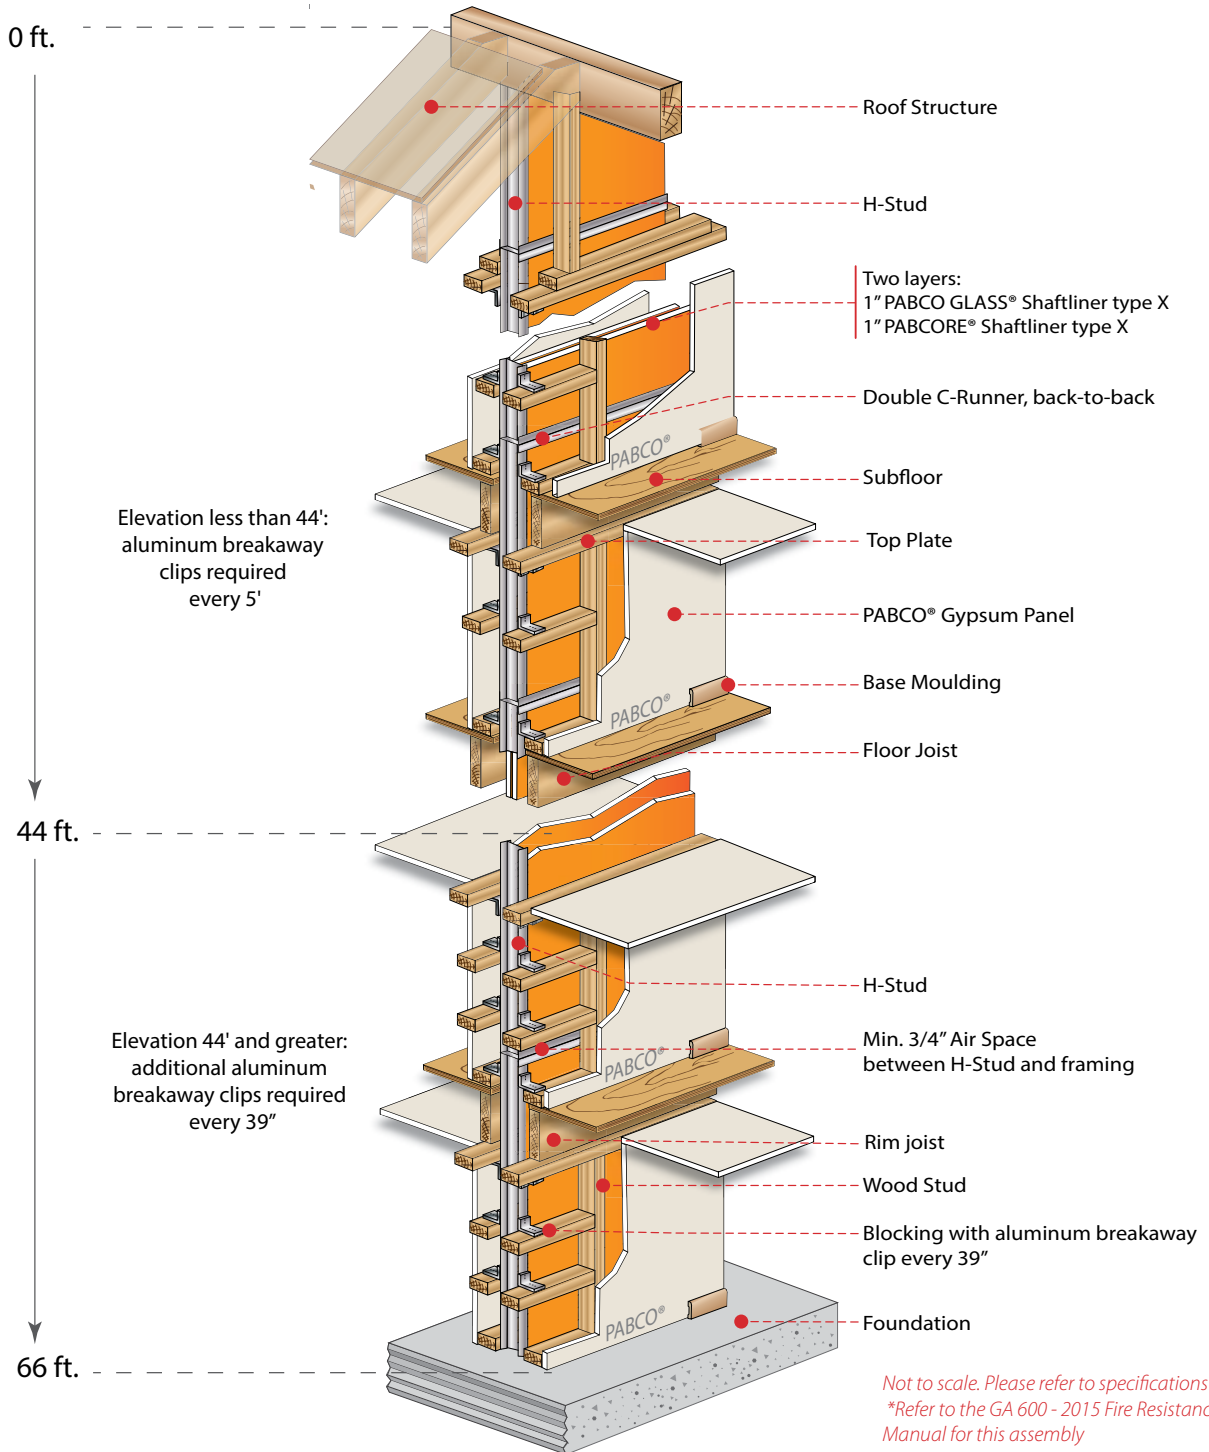 0 ft.
Roof Structure
H-Stud
Two layers:
1” PABCO GLASS® Shaftliner type X
1” PABCORE® Shaftliner type X
Double C-Runner, back-to-back
PABCO®
Subfloor
Elevation less than 44':
aluminum breakaway
clips required
every 5'
Top Plate
PABCO® Gypsum Panel
Base Moulding
PABCO®
Floor Joist
44 ft.
H-Stud
Elevation 44' and greater:
additional aluminum
breakaway clips required
every 39”
Min. 3/4” Air Space
between H-Stud and framing
PABCO®
Rim joist
Wood Stud
Blocking with aluminum breakaway
clip every 39”
PABCO®
Foundation
66 ft.
Not to scale. Please refer to specifications
*Refer to the GA 600 - 2015 Fire Resistanc
Manual for this assembly